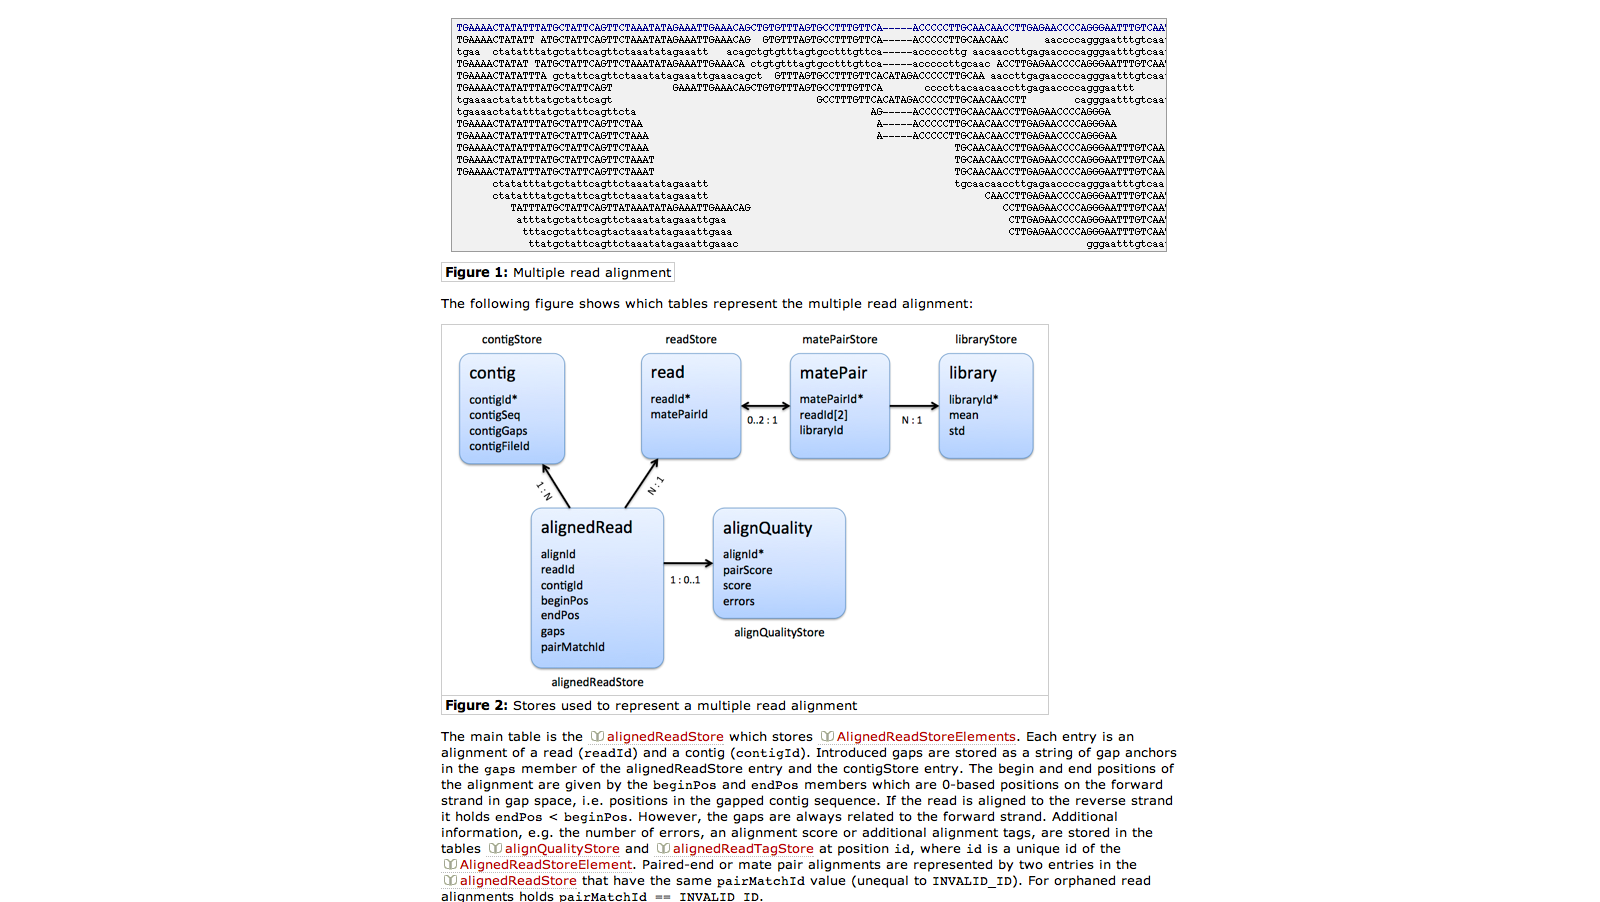 TGAAAACTATATTTATGCTATTCAGTTCTAAATATAGAAATTGAAACAGCTGTGTTTAGTGCCTTTGTTCA-----ACCCCCTTGCAACAACCTTGAGAACCCCAGGGAATTTGTCAA
TGAAAACTATATT ATGCTATTCAGTTCTAAATATAGAAATTGAAACAG GTGTTTAGTGCCTTTGTTCA-----ACCCCCTTGCAACAAC aaccccagggaatttgtcaa
tgaa ctatatttatgctattcagttctaaatatagaaatt acagctgtgtttagtgcctttgttca-----acccccttg aacaaccttgagaaccccagggaatttgtcaa
TGAAAACTATAT TATGCTATTCAGTTCTAAATATAGAAATTGAAACA ctgtgtttagtgcctttgttca-----acccccttgcaac ACCTTGAGAACCCCAGGGAATTTGTCAA
TGAAAACTATATTTA gctattcagttctaaatatagaaattgaaacagct GTTTAGTGCCTTTGTTCACATAGACCCCCTTGCAA aaccttgagaaccccagggaatttgtcaa
TGAAAACTATATTTATGCTATTCAGT GAAATTGAAACAGCTGTGTTTAGTGCCTTTGTTCA ccccttacaacaaccttgagaaccccagggaattt
tgaaaactatatttatgctattcagt GCCTTTGTTCACATAGACCCCCTTGCAACAACCTT cagggaatttgtcaa
tgaaaactatatttatgctattcagttcta AG-----ACCCCCTTGCAACAACCTTGAGAACCCCAGGGA
TGAAAACTATATTTATGCTATTCAGTTCTAA A-----ACCCCCTTGCAACAACCTTGAGAACCCCAGGGAA
TGAAAACTATATTTATGCTATTCAGTTCTAAA A-----ACCCCCTTGCAACAACCTTGAGAACCCCAGGGAA
TGAAAACTATATTTATGCTATTCAGTTCTAAA TGCAACAACCTTGAGAACCCCAGGGAATTTGTCAA
TGAAAACTATATTTATGCTATTCAGTTCTAAAT TGCAACAACCTTGAGAACCCCAGGGAATTTGTCAA
TGAAAACTATATTTATGCTATTCAGTTCTAAAT TGCAACAACCTTGAGAACCCCAGGGAATTTGTCAA
ctatatttatgctattcagttctaaatatagaaatt tgcaacaaccttgagaaccccagggaatttgtcaa
ctatatttatgctattcagttctaaatatagaaatt CAACCTTGAGAACCCCAGGGAATTTGTCAA
TATTTATGCTATTCAGTTATAAATATAGAAATTGAAACAG CCTTGAGAACCCCAGGGAATTTGTCAA
atttatgctattcagttctaaatatagaaattgaa CTTGAGAACCCCAGGGAATTTGTCAA
tttacgctattcagtactaaatatagaaattgaaa CTTGAGAACCCCAGGGAATTTGTCAA
ttatgctattcagttctaaatatagaaattgaaac gggaatttgtcaa
Figure 1: Multiple read alignment
The following figure shows which tables represent the multiple read alignment:
contigStore readStore matePairStore libraryStore
contig
contigId*
contigSeq
contigGaps
contigFileId
read
readId*
matePairId
0..2 : 1
matePair
matePairId*
readId[2]
libraryId
N : 1
library
libraryId*
mean
std
1 : N
N : 1
alignedRead
alignId
readId
contigId
beginPos
endPos
gaps
pairMatchId
alignedReadStore
1 : 0..1
alignQuality
alignId*
pairScore
score
errors
alignQualityStore
Figure 2: Stores used to represent a multiple read alignment
The main table is the alignedReadStore which stores AlignedReadStoreElements. Each entry is an
alignment of a read (readId) and a contig (contigId). Introduced gaps are stored as a string of gap anchors
in the gaps member of the alignedReadStore entry and the contigStore entry. The begin and end positions of
the alignment are given by the beginPos and endPos members which are 0-based positions on the forward
strand in gap space, i.e. positions in the gapped contig sequence. If the read is aligned to the reverse strand
it holds endPos < beginPos. However, the gaps are always related to the forward strand. Additional
information, e.g. the number of errors, an alignment score or additional alignment tags, are stored in the
tables alignQualityStore and alignedReadTagStore at position id, where id is a unique id of the
AlignedReadStoreElement. Paired-end or mate pair alignments are represented by two entries in the
alignedReadStore that have the same pairMatchId value (unequal to INVALID_ID). For orphaned read
alignments holds pairMatchId == INVALID_ID.